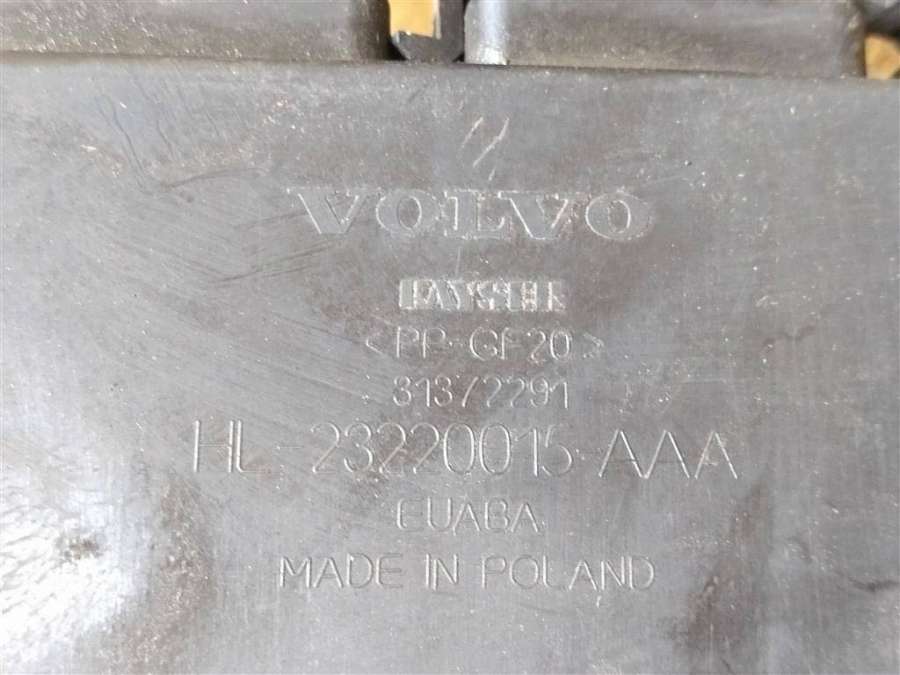 VOLVO
<PP-GF20>
31372291
HL-23220015-AAA
EUABA
MADE IN POLAND